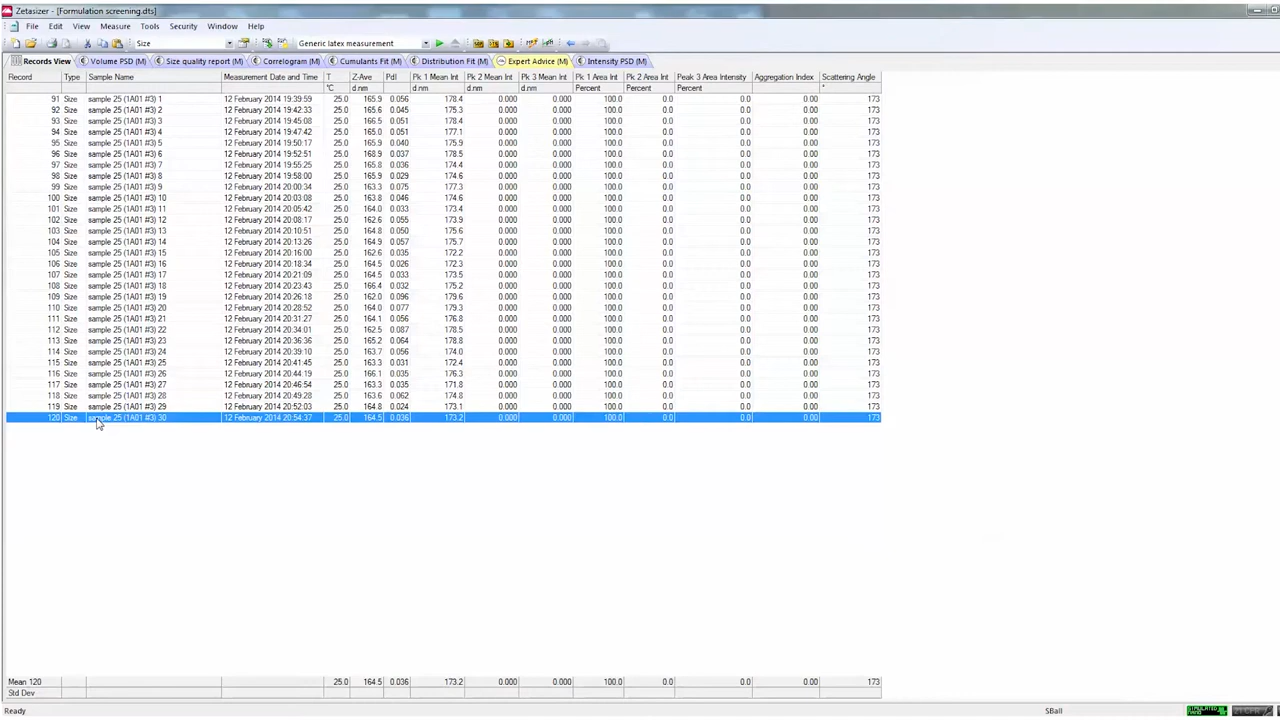 Zetasizer - [Formulation screening.dts]
File Edit View Measure Tools Security Window Help
Size Generic latex measurement
Records View Volume PSD (M) Size quality report (M) Correlogram (M) Cumulants Fit (M) Distribution Fit (M) Expert Advice (M) Intensity PSD (M)
Record Type Sample Name Measurement Date and Time T Z-Ave PdI Pk 1 Mean Int Pk 2 Mean Int Pk 3 Mean Int Pk 1 Area Int Pk 2 Area Int Peak 3 Area Intensity Aggregation Index Scattering Angle
°C d.nm d.nm d.nm d.nm Percent Percent Percent °
91 Size sample 25 (1A01 #3) 1 12 February 2014 19:39:59 25.0 165.9 0.056 178.4 0.000 0.000 100.0 0.0 0.0 0.00 173
92 Size sample 25 (1A01 #3) 2 12 February 2014 19:42:33 25.0 165.6 0.045 175.3 0.000 0.000 100.0 0.0 0.0 0.00 173
93 Size sample 25 (1A01 #3) 3 12 February 2014 19:45:08 25.0 166.5 0.051 178.4 0.000 0.000 100.0 0.0 0.0 0.00 173
94 Size sample 25 (1A01 #3) 4 12 February 2014 19:47:42 25.0 165.0 0.051 177.1 0.000 0.000 100.0 0.0 0.0 0.00 173
95 Size sample 25 (1A01 #3) 5 12 February 2014 19:50:17 25.0 165.9 0.040 175.9 0.000 0.000 100.0 0.0 0.0 0.00 173
96 Size sample 25 (1A01 #3) 6 12 February 2014 19:52:51 25.0 168.9 0.037 178.5 0.000 0.000 100.0 0.0 0.0 0.00 173
97 Size sample 25 (1A01 #3) 7 12 February 2014 19:55:25 25.0 165.8 0.036 174.4 0.000 0.000 100.0 0.0 0.0 0.00 173
98 Size sample 25 (1A01 #3) 8 12 February 2014 19:58:00 25.0 165.9 0.036 174.6 0.000 0.000 100.0 0.0 0.0 0.00 173
99 Size sample 25 (1A01 #3) 9 12 February 2014 20:00:34 25.0 163.3 0.075 177.3 0.000 0.000 100.0 0.0 0.0 0.00 173
100 Size sample 25 (1A01 #3) 10 12 February 2014 20:03:08 25.0 163.8 0.046 174.6 0.000 0.000 100.0 0.0 0.0 0.00 173
101 Size sample 25 (1A01 #3) 11 12 February 2014 20:05:42 25.0 164.0 0.033 173.4 0.000 0.000 100.0 0.0 0.0 0.00 173
102 Size sample 25 (1A01 #3) 12 12 February 2014 20:08:17 25.0 162.6 0.055 173.9 0.000 0.000 100.0 0.0 0.0 0.00 173
103 Size sample 25 (1A01 #3) 13 12 February 2014 20:10:51 25.0 164.8 0.050 175.6 0.000 0.000 100.0 0.0 0.0 0.00 173
104 Size sample 25 (1A01 #3) 14 12 February 2014 20:13:26 25.0 164.9 0.057 175.7 0.000 0.000 100.0 0.0 0.0 0.00 173
105 Size sample 25 (1A01 #3) 15 12 February 2014 20:16:00 25.0 162.6 0.035 172.2 0.000 0.000 100.0 0.0 0.0 0.00 173
106 Size sample 25 (1A01 #3) 16 12 February 2014 20:18:34 25.0 164.5 0.026 173.1 0.000 0.000 100.0 0.0 0.0 0.00 173
107 Size sample 25 (1A01 #3) 17 12 February 2014 20:21:09 25.0 164.5 0.033 173.5 0.000 0.000 100.0 0.0 0.0 0.00 173
108 Size sample 25 (1A01 #3) 18 12 February 2014 20:23:43 25.0 166.4 0.032 175.2 0.000 0.000 100.0 0.0 0.0 0.00 173
109 Size sample 25 (1A01 #3) 19 12 February 2014 20:26:18 25.0 162.0 0.096 179.6 0.000 0.000 100.0 0.0 0.0 0.00 173
110 Size sample 25 (1A01 #3) 20 12 February 2014 20:28:52 25.0 164.0 0.077 179.3 0.000 0.000 100.0 0.0 0.0 0.00 173
111 Size sample 25 (1A01 #3) 21 12 February 2014 20:31:27 25.0 164.1 0.056 176.8 0.000 0.000 100.0 0.0 0.0 0.00 173
112 Size sample 25 (1A01 #3) 22 12 February 2014 20:34:01 25.0 162.5 0.087 178.5 0.000 0.000 100.0 0.0 0.0 0.00 173
113 Size sample 25 (1A01 #3) 23 12 February 2014 20:36:36 25.0 165.2 0.064 178.8 0.000 0.000 100.0 0.0 0.0 0.00 173
114 Size sample 25 (1A01 #3) 24 12 February 2014 20:39:10 25.0 163.7 0.056 174.0 0.000 0.000 100.0 0.0 0.0 0.00 173
115 Size sample 25 (1A01 #3) 25 12 February 2014 20:41:45 25.0 163.3 0.031 172.4 0.000 0.000 100.0 0.0 0.0 0.00 173
116 Size sample 25 (1A01 #3) 26 12 February 2014 20:44:19 25.0 166.1 0.035 176.3 0.000 0.000 100.0 0.0 0.0 0.00 173
117 Size sample 25 (1A01 #3) 27 12 February 2014 20:46:54 25.0 163.3 0.035 171.8 0.000 0.000 100.0 0.0 0.0 0.00 173
118 Size sample 25 (1A01 #3) 28 12 February 2014 20:49:28 25.0 163.6 0.062 174.8 0.000 0.000 100.0 0.0 0.0 0.00 173
119 Size sample 25 (1A01 #3) 29 12 February 2014 20:52:03 25.0 164.8 0.024 173.1 0.000 0.000 100.0 0.0 0.0 0.00 173
120 Size sample 25 (1A01 #3) 30 12 February 2014 20:54:37 25.0 164.5 0.036 173.2 0.000 0.000 100.0 0.0 0.0 0.00 173
Mean 120 25.0 164.5 0.036 173.2 0.000 0.000 100.0 0.0 0.0 0.00 173
Std Dev
Ready SBall
21 CFR